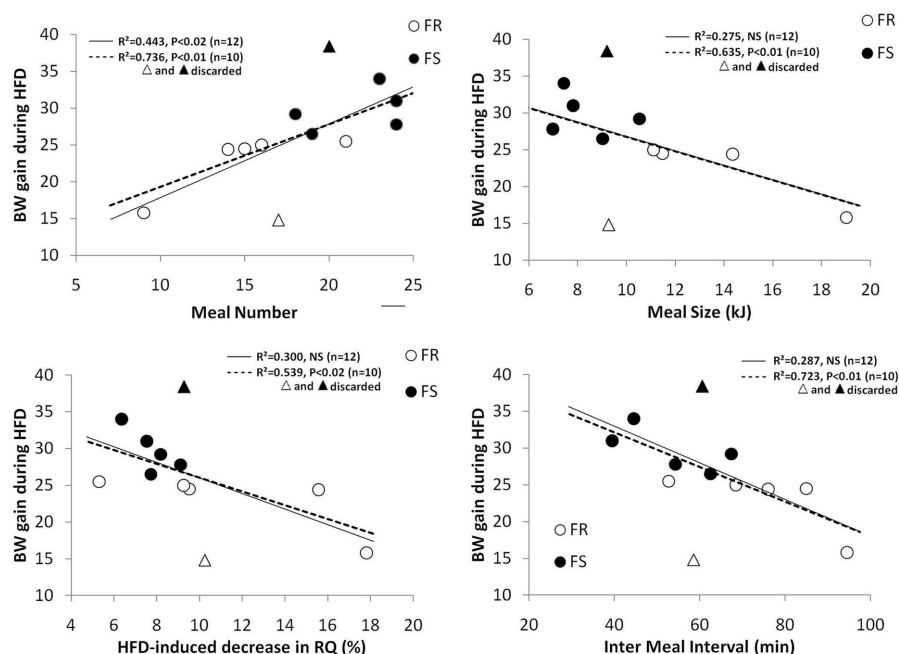 R²=0.443, P<0.02 (n=12)
R²=0.736, P<0.01 (n=10)
△ and ▲ discarded
FR
FS
BW gain during HFD
40
35
30
25
20
15
10
5 10 15 20 25
Meal Number
R²=0.275, NS (n=12)
R²=0.635, P<0.01 (n=10)
△ and ▲ discarded
FR
FS
BW gain during HFD
40
35
30
25
20
15
10
6 8 10 12 14 16 18 20
Meal Size (kJ)
R²=0.300, NS (n=12)
R²=0.539, P<0.02 (n=10)
△ and ▲ discarded
FR
FS
BW gain during HFD
40
35
30
25
20
15
10
4 6 8 10 12 14 16 18 20
HFD-induced decrease in RQ (%)
R²=0.287, NS (n=12)
R²=0.723, P<0.01 (n=10)
△ and ▲ discarded
FR
FS
BW gain during HFD
40
35
30
25
20
15
10
20 40 60 80 100
Inter Meal Interval (min)